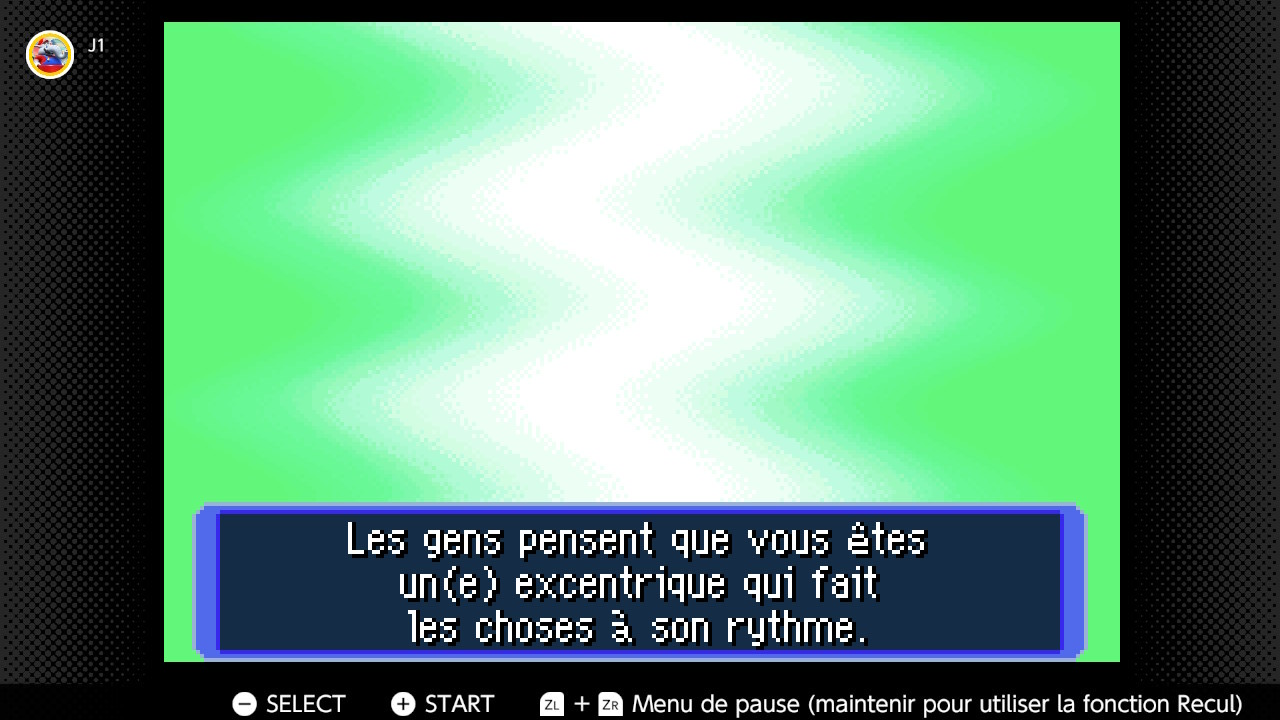 J1
Les gens pensent que vous êtes
un(e) excentrique qui fait
les choses à son rythme.
SELECT START ZL + ZR Menu de pause (maintenir pour utiliser la fonction Recul)